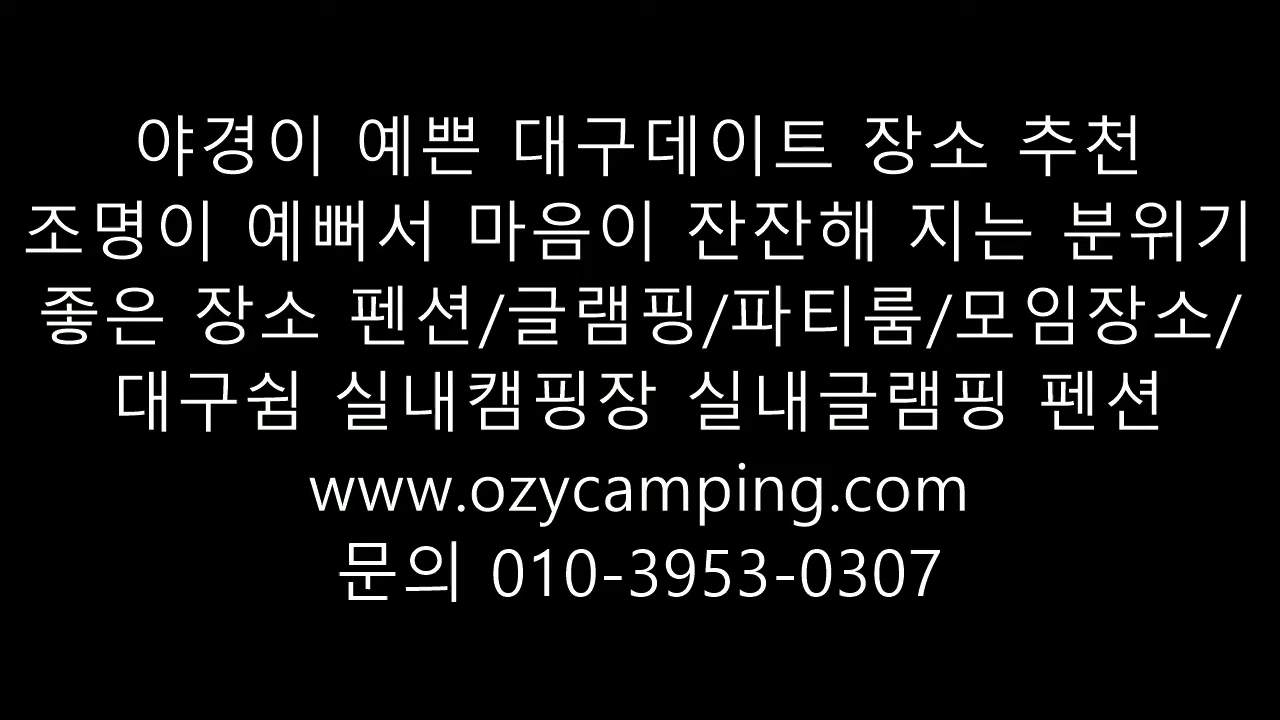 야경이 예쁜 대구데이트 장소 추천
조명이 예뻐서 마음이 잔잔해 지는 분위기
좋은 장소 펜션/글램핑/파티룸/모임장소/
대구쉼 실내캠핑장 실내글램핑 펜션
www.ozycamping.com
문의 010-3953-0307